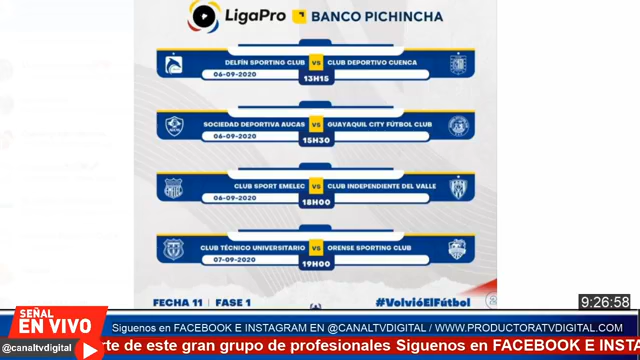 LigaPro BANCO PICHINCHA
DELFÍN SPORTING CLUB VS CLUB DEPORTIVO CUENCA
06-09-2020
13H15
SOCIEDAD DEPORTIVA AUCAS VS GUAYAQUIL CITY FÚTBOL CLUB
06-09-2020
15H30
CLUB SPORT EMELEC VS CLUB INDEPENDIENTE DEL VALLE
06-09-2020
18H00
CLUB TÉCNICO UNIVERSITARIO VS ORENSE SPORTING CLUB
07-09-2020
19H00
FECHA 11 | FASE 1 #VolvióElFútbol
9:26:58
SEÑAL
EN VIVO
@canaltvdigital
Siguenos en FACEBOOK E INSTAGRAM EN @CANALTVDIGITAL / WWW.PRODUCTORATVDIGITAL.COM
rte de este gran grupo de profesionales Siguenos en FACEBOOK E INSTA